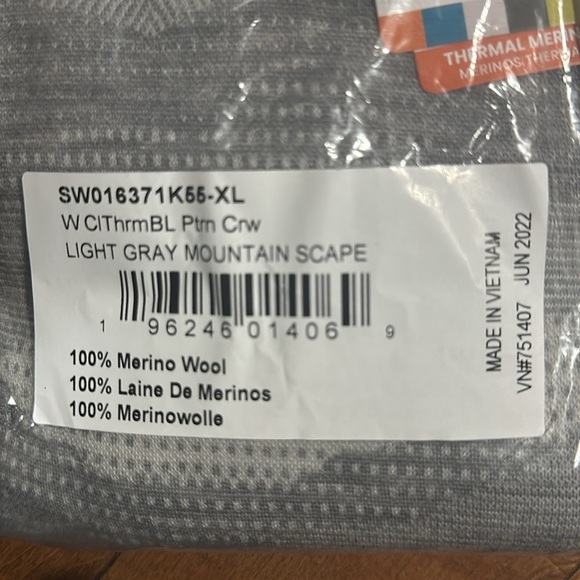 THERMAL MERIN
MERINOS THERMA
SW016371K55-XL
W ClThrmBL Ptrn Crw
LIGHT GRAY MOUNTAIN SCAPE
1 96246 01406 9
100% Merino Wool
100% Laine De Merinos
100% Merinowolle
MADE IN VIETNAM
VN#751407 JUN 2022